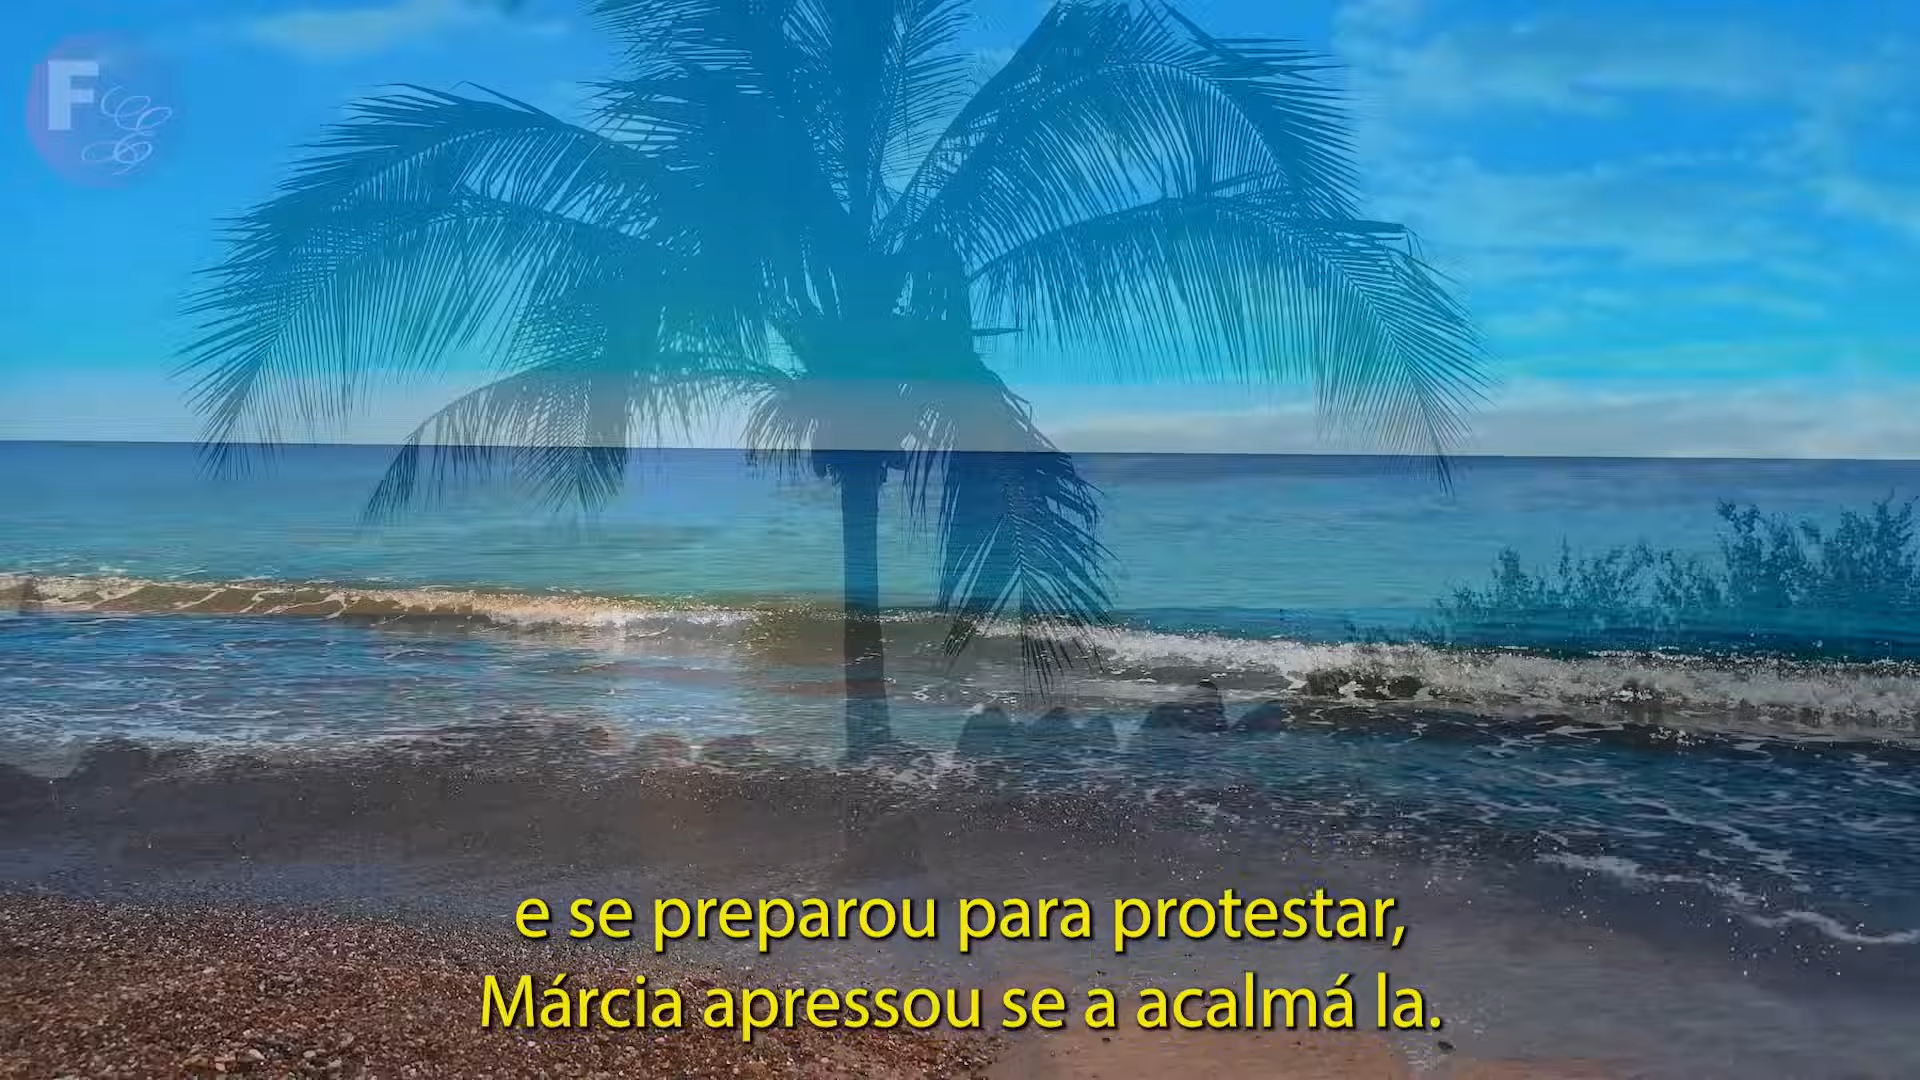 F
e se preparou para protestar,
Márcia apressou se a acalmá la.